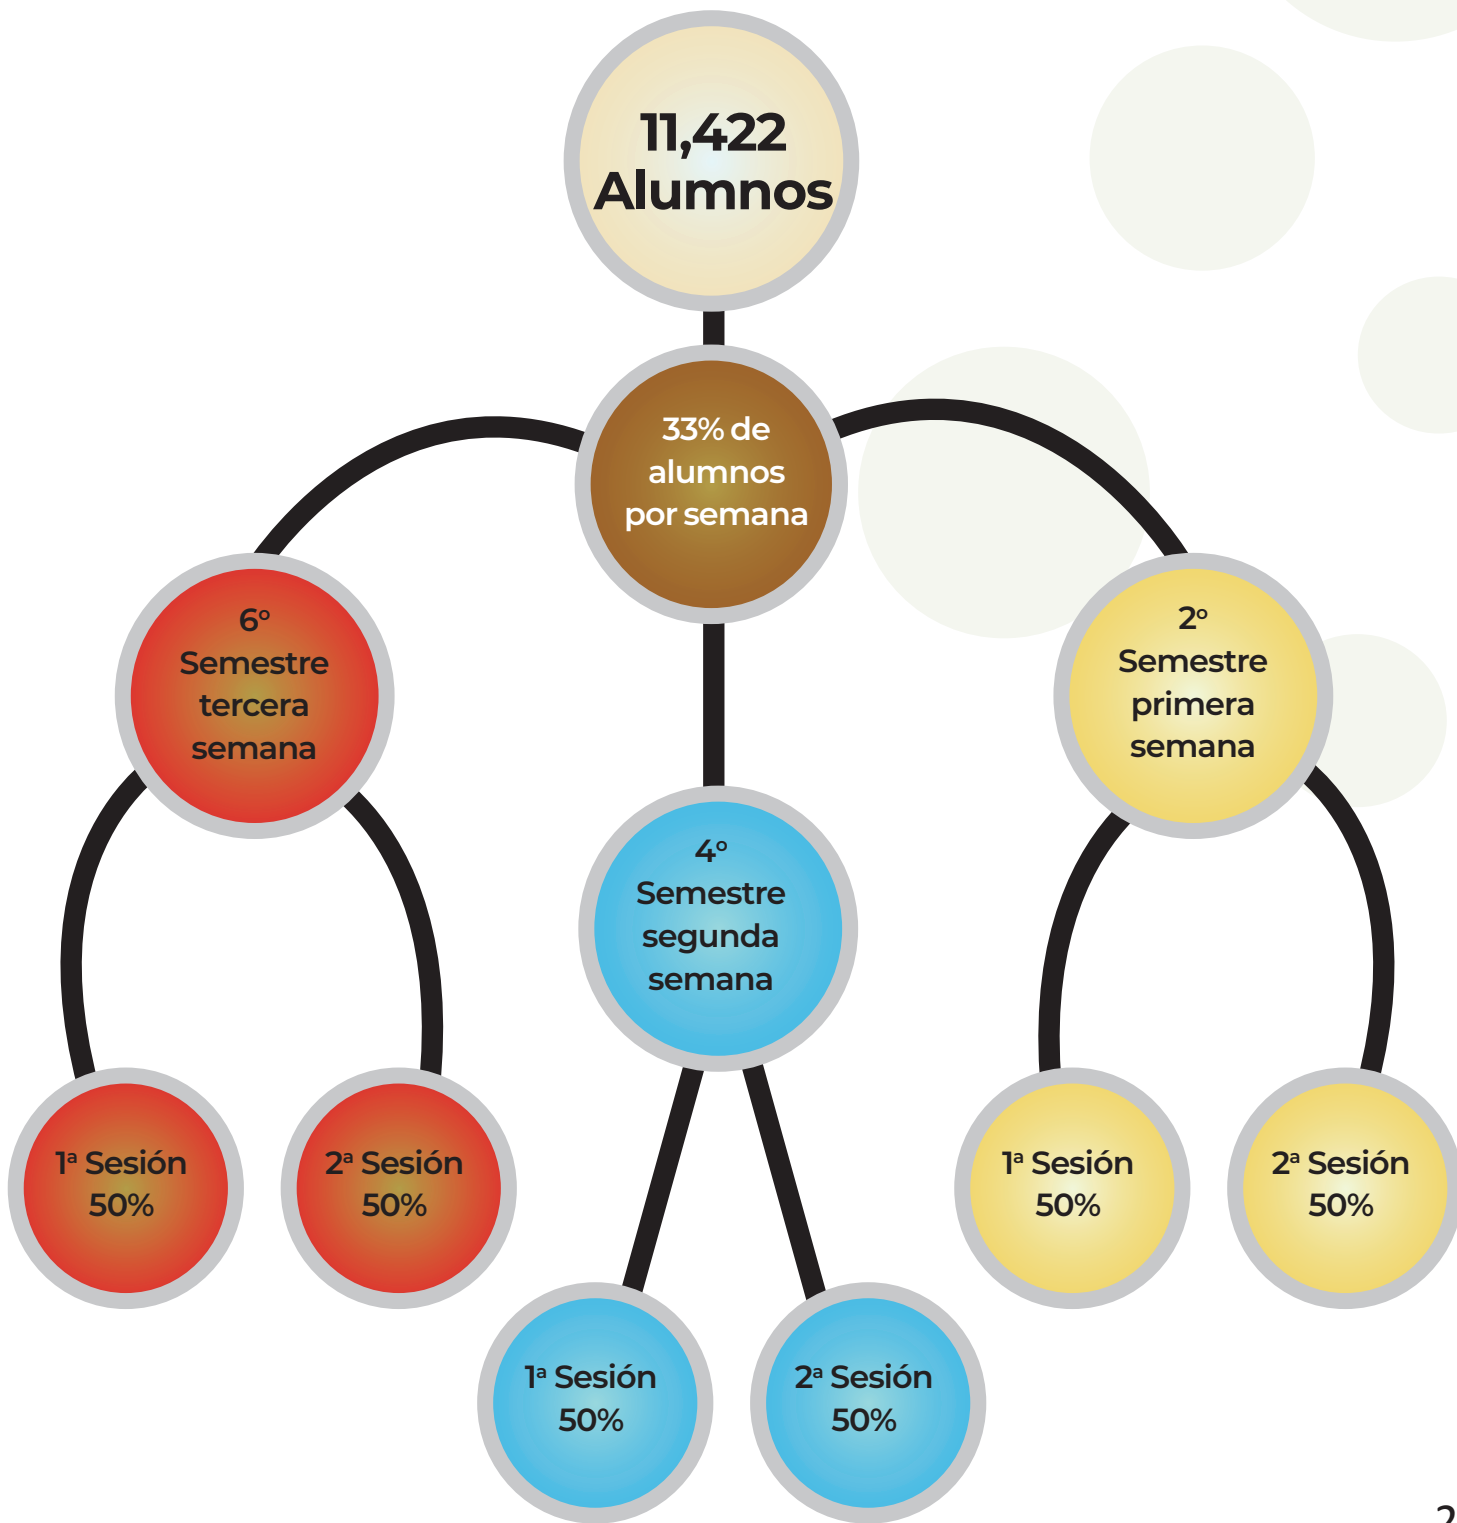 11,422
Alumnos
33% de
alumnos
por semana
6°
Semestre
tercera
semana
2°
Semestre
primera
semana
4°
Semestre
segunda
semana
1ª Sesión
50%
2ª Sesión
50%
1ª Sesión
50%
2ª Sesión
50%
1ª Sesión
50%
2ª Sesión
50%
2